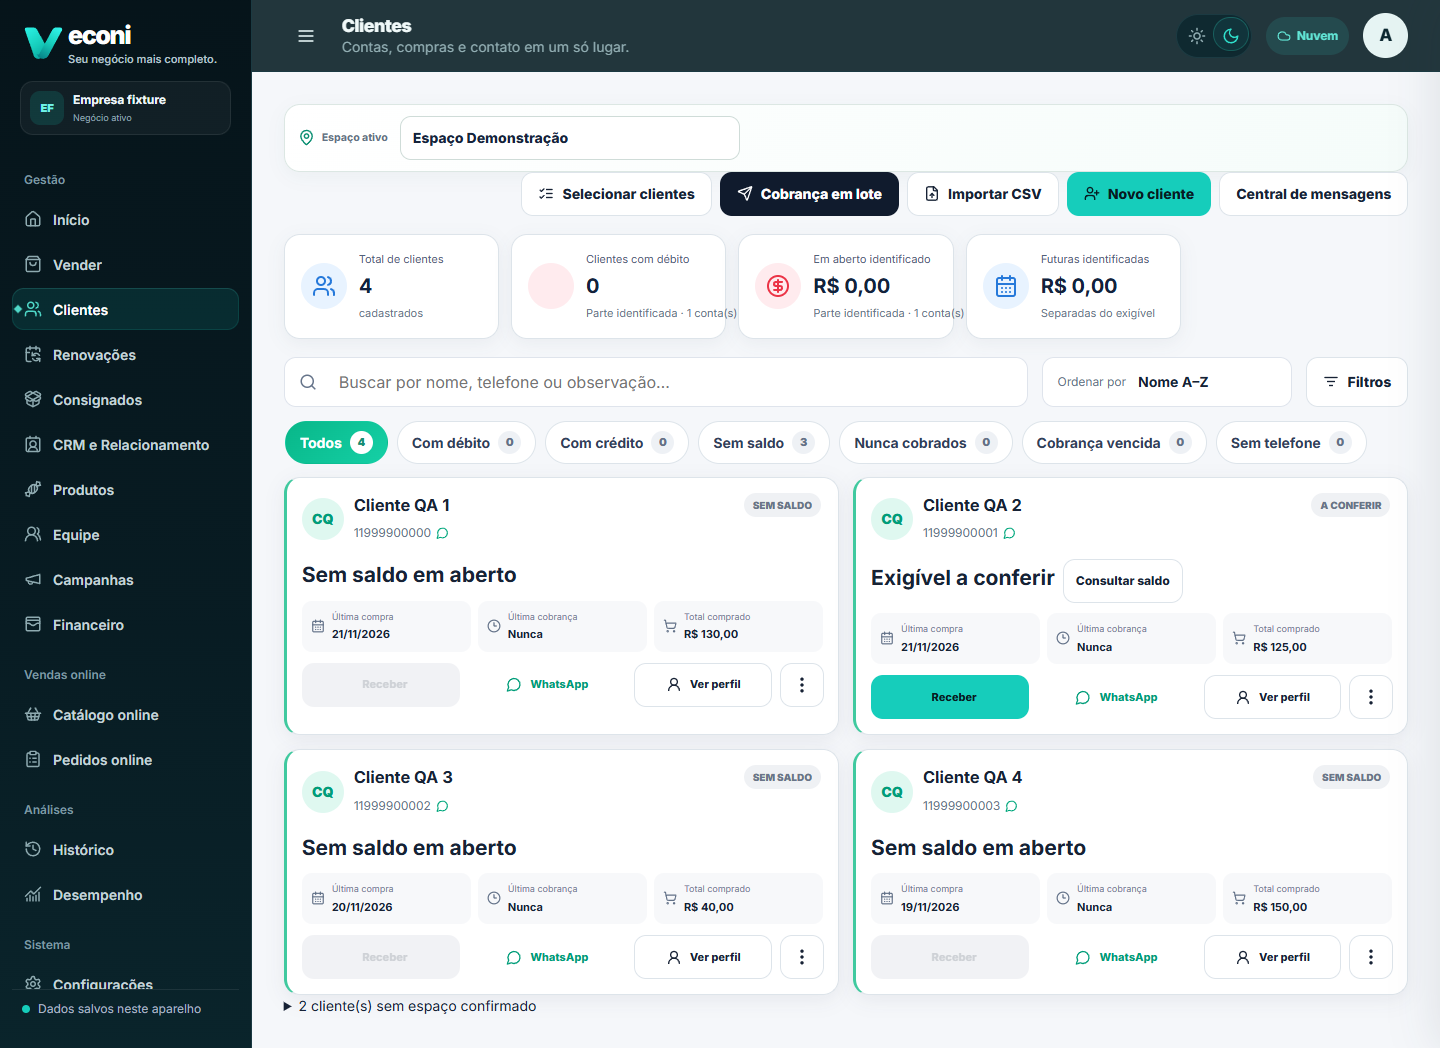 econi
Seu negócio mais completo.
EF
Empresa fixture
Negócio ativo
Gestão
Início
Vender
Clientes
Renovações
Consignados
CRM e Relacionamento
Produtos
Equipe
Campanhas
Financeiro
Vendas online
Catálogo online
Pedidos online
Análises
Histórico
Desempenho
Sistema
Configurações
Dados salvos neste aparelho
Clientes
Contas, compras e contato em um só lugar.
Nuvem
A
Espaço ativo
Espaço Demonstração
Selecionar clientes
Cobrança em lote
Importar CSV
Novo cliente
Central de mensagens
Total de clientes
4
cadastrados
Clientes com débito
0
Parte identificada · 1 conta(s)
Em aberto identificado
R$ 0,00
Parte identificada · 1 conta(s)
Futuras identificadas
R$ 0,00
Separadas do exigível
Buscar por nome, telefone ou observação...
Ordenar por
Nome A–Z
Filtros
Todos 4
Com débito 0
Com crédito 0
Sem saldo 3
Nunca cobrados 0
Cobrança vencida 0
Sem telefone 0
CQ
Cliente QA 1
SEM SALDO
11999900000
Sem saldo em aberto
Última compra
21/11/2026
Última cobrança
Nunca
Total comprado
R$ 130,00
Receber
WhatsApp
Ver perfil
CQ
Cliente QA 2
A CONFERIR
11999900001
Exigível a conferir
Consultar saldo
Última compra
21/11/2026
Última cobrança
Nunca
Total comprado
R$ 125,00
Receber
WhatsApp
Ver perfil
CQ
Cliente QA 3
SEM SALDO
11999900002
Sem saldo em aberto
Última compra
20/11/2026
Última cobrança
Nunca
Total comprado
R$ 40,00
Receber
WhatsApp
Ver perfil
CQ
Cliente QA 4
SEM SALDO
11999900003
Sem saldo em aberto
Última compra
19/11/2026
Última cobrança
Nunca
Total comprado
R$ 150,00
Receber
WhatsApp
Ver perfil
2 cliente(s) sem espaço confirmado